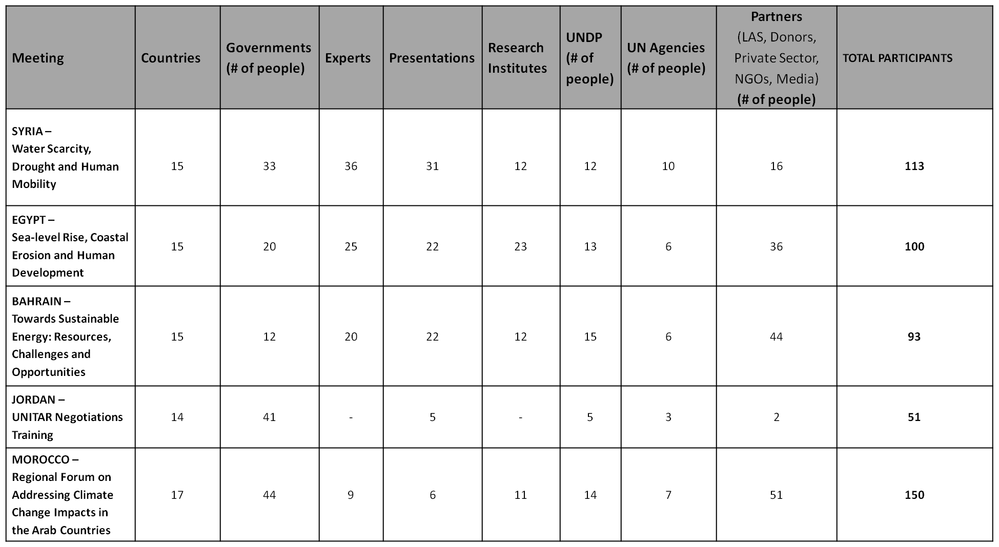 Meeting
Countries
Governments
(# of people)
Experts
Presentations
Research
Institutes
UNDP
(# of
people)
UN Agencies
(# of people)
Partners
(LAS, Donors,
Private Sector,
NGOs, Media)
(# of people)
TOTAL PARTICIPANTS
SYRIA –
Water Scarcity,
Drought and Human
Mobility
15
33
36
31
12
12
10
16
113
EGYPT –
Sea-level Rise, Coastal
Erosion and Human
Development
15
20
25
22
23
13
6
36
100
BAHRAIN –
Towards Sustainable
Energy: Resources,
Challenges and
Opportunities
15
12
20
22
12
15
6
44
93
JORDAN –
UNITAR Negotiations
Training
14
41
-
5
-
5
3
2
51
MOROCCO –
Regional Forum on
Addressing Climate
Change Impacts in
the Arab Countries
17
44
9
6
11
14
7
51
150